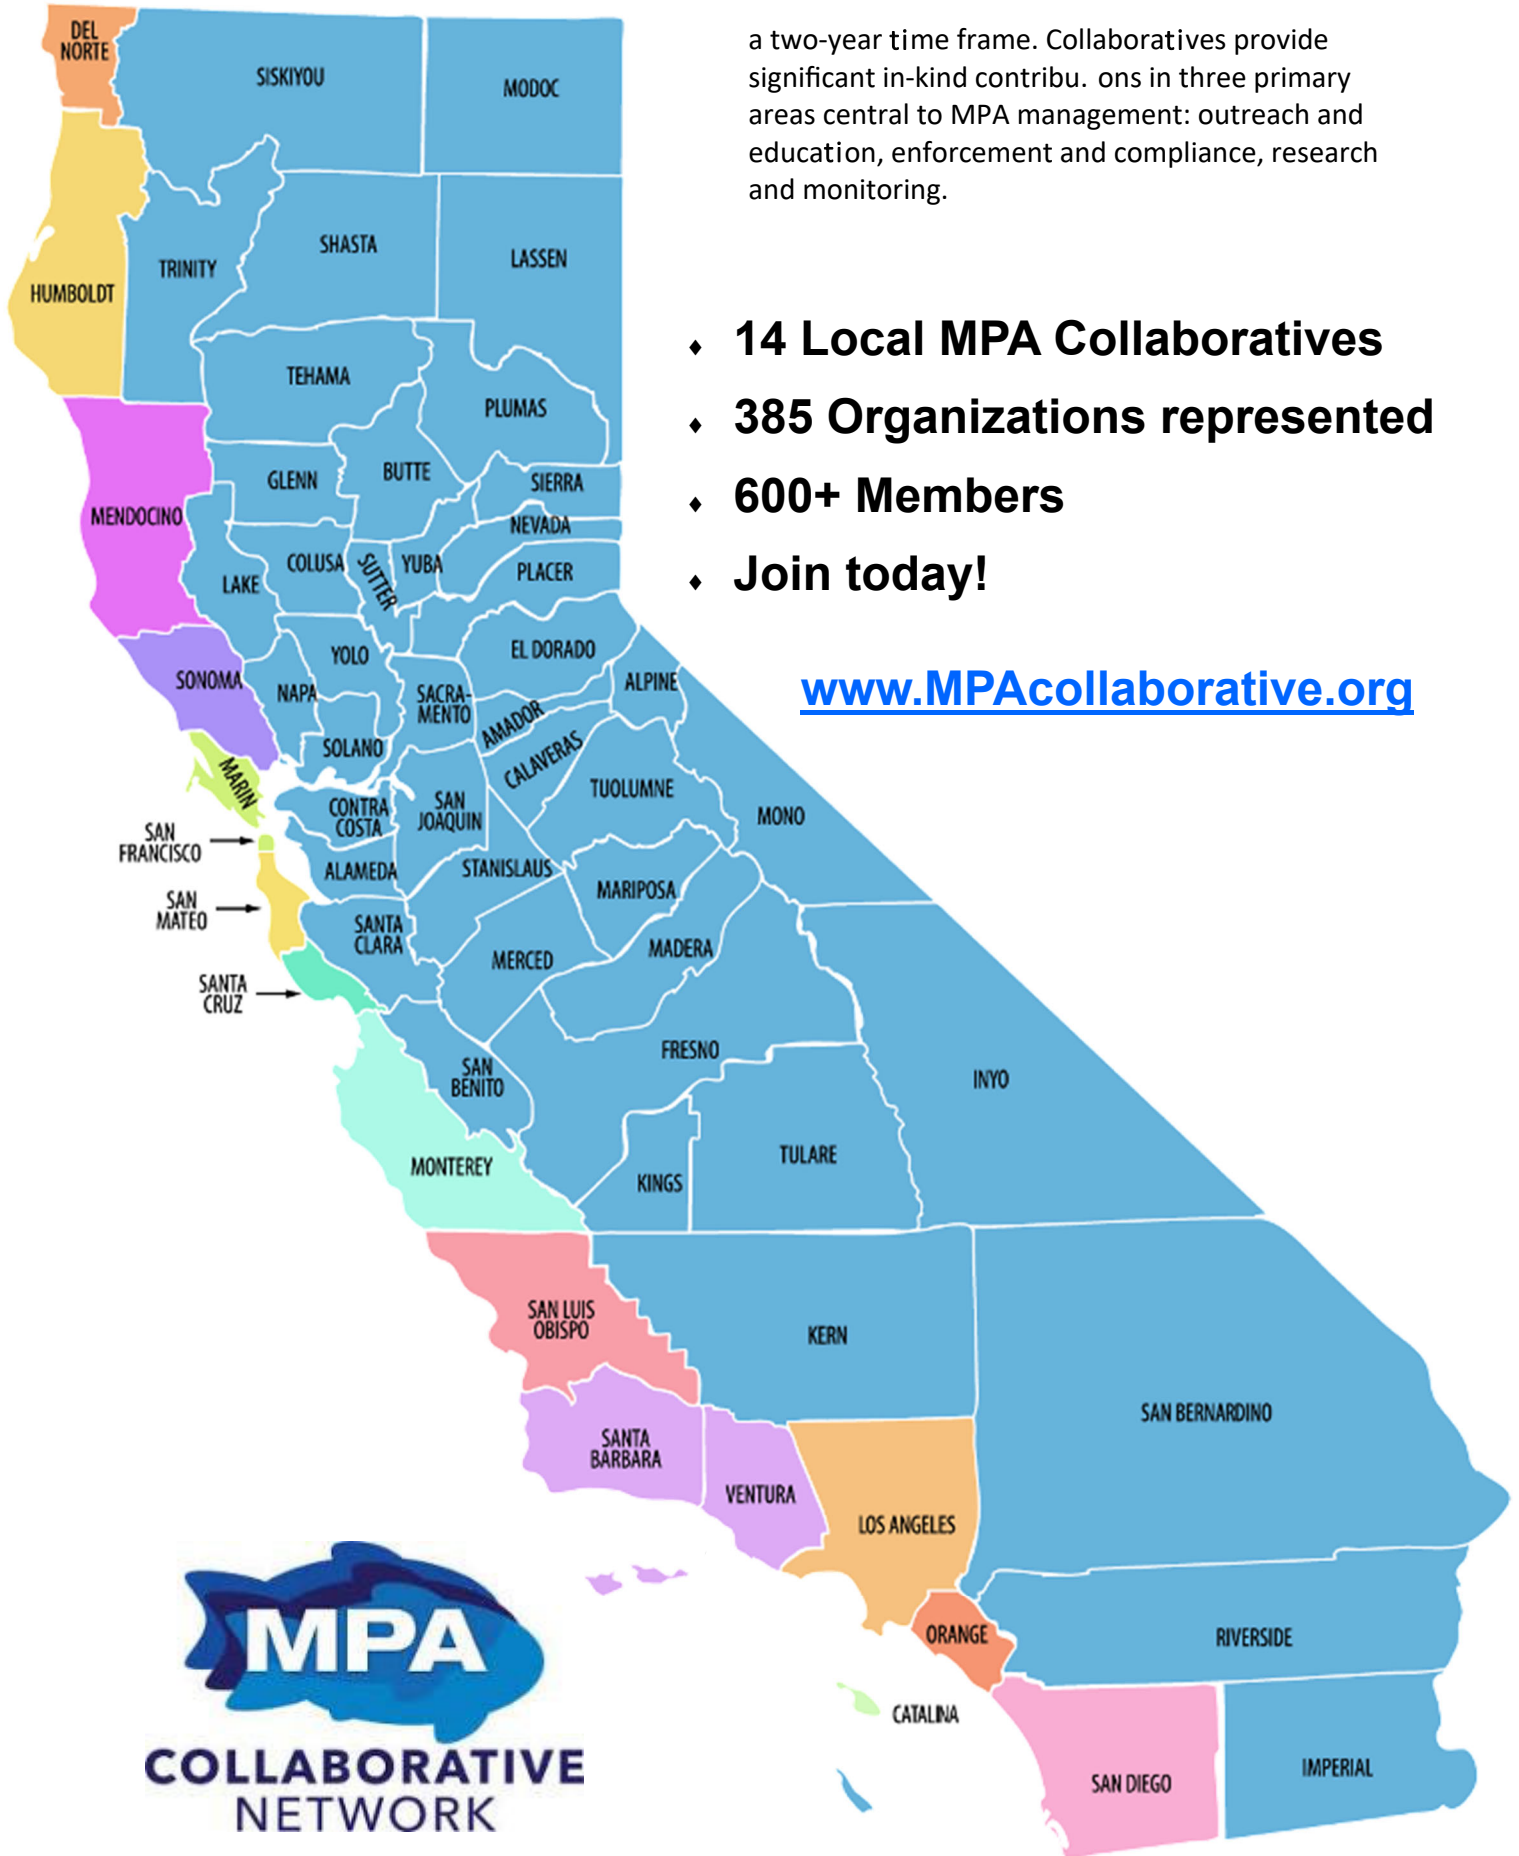 a two-year time frame. Collaboratives provide
significant in-kind contribu. ons in three primary
areas central to MPA management: outreach and
education, enforcement and compliance, research
and monitoring.
⬧ 14 Local MPA Collaboratives
⬧ 385 Organizations represented
⬧ 600+ Members
⬧ Join today!
www.MPAcollaborative.org
DEL
NORTE
SISKIYOU
MODOC
HUMBOLDT
TRINITY
SHASTA
LASSEN
TEHAMA
PLUMAS
MENDOCINO
GLENN
BUTTE
SIERRA
NEVADA
LAKE
COLUSA
SUTTER
YUBA
PLACER
SONOMA
NAPA
YOLO
SACRA-
MENTO
EL DORADO
ALPINE
AMADOR
SOLANO
CALAVERAS
MARIN
CONTRA
COSTA
SAN
JOAQUIN
TUOLUMNE
MONO
SAN
FRANCISCO
ALAMEDA
STANISLAUS
MARIPOSA
SAN
MATEO
SANTA
CLARA
MERCED
MADERA
SANTA
CRUZ
SAN
BENITO
FRESNO
INYO
MONTEREY
KINGS
TULARE
SAN LUIS
OBISPO
KERN
SANTA
BARBARA
VENTURA
LOS ANGELES
SAN BERNARDINO
ORANGE
RIVERSIDE
CATALINA
SAN DIEGO
IMPERIAL
MPA
COLLABORATIVE
NETWORK